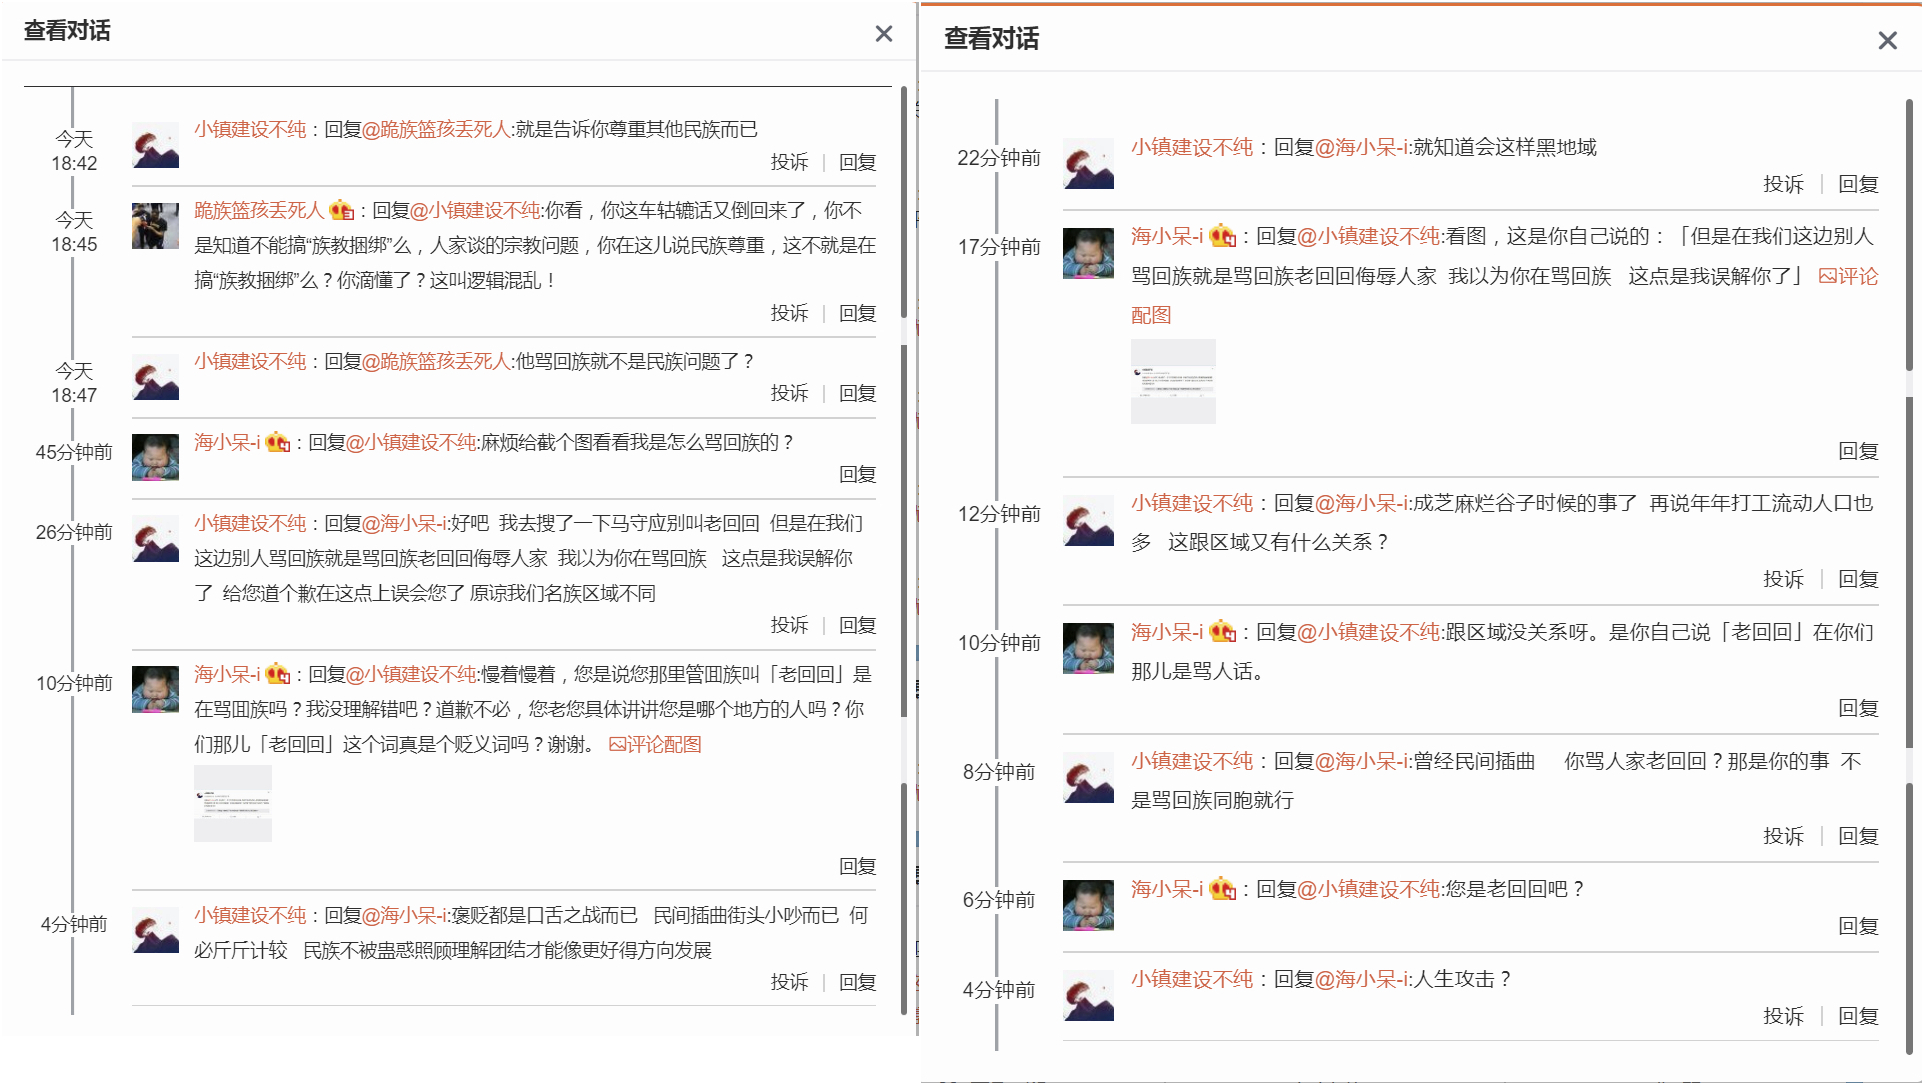 查看对话
今天
18:42
小镇建设不纯：回复@跪族篮孩丢死人:就是告诉你尊重其他民族而已
投诉 | 回复
今天
18:45
跪族篮孩丢死人：回复@小镇建设不纯:你看，你这车轱辘话又倒回来了，你不
是知道不能搞“族教捆绑”么，人家谈的宗教问题，你在这儿说民族尊重，这不就是在
搞“族教捆绑”么？你滴懂了？这叫逻辑混乱！
投诉 | 回复
今天
18:47
小镇建设不纯：回复@跪族篮孩丢死人:他骂回族就不是民族问题了？
投诉 | 回复
45分钟前
海小呆-i：回复@小镇建设不纯:麻烦给截个图看看我是怎么骂回族的？
回复
26分钟前
小镇建设不纯：回复@海小呆-i:好吧 我去搜了一下马守应别叫老回回 但是在我们
这边别人骂回族就是骂回族老回回侮辱人家 我以为你在骂回族 这点是我误解你
了 给您道个歉在这点上误会您了 原谅我们名族区域不同
投诉 | 回复
10分钟前
海小呆-i：回复@小镇建设不纯:慢着慢着，您是说您那里管囬族叫「老回回」是
在骂囬族吗？我没理解错吧？道歉不必，您老您具体讲讲您是哪个地方的人吗？你
们那儿「老回回」这个词真是个贬义词吗？谢谢。 评论配图
回复
4分钟前
小镇建设不纯：回复@海小呆-i:褒贬都是口舌之战而已 民间插曲街头小吵而已 何
必斤斤计较 民族不被蛊惑照顾理解团结才能像更好得方向发展
投诉 | 回复
查看对话
22分钟前
小镇建设不纯：回复@海小呆-i:就知道会这样黑地域
投诉 | 回复
17分钟前
海小呆-i：回复@小镇建设不纯:看图，这是你自己说的：「但是在我们这边别人
骂回族就是骂回族老回回侮辱人家 我以为你在骂回族 这点是我误解你了」 评论
配图
回复
12分钟前
小镇建设不纯：回复@海小呆-i:成芝麻烂谷子时候的事了 再说年年打工流动人口也
多 这跟区域又有什么关系？
投诉 | 回复
10分钟前
海小呆-i：回复@小镇建设不纯:跟区域没关系呀。是你自己说「老回回」在你们
那儿是骂人话。
回复
8分钟前
小镇建设不纯：回复@海小呆-i:曾经民间插曲 你骂人家老回回？那是你的事 不
是骂回族同胞就行
投诉 | 回复
6分钟前
海小呆-i：回复@小镇建设不纯:您是老回回吧？
回复
4分钟前
小镇建设不纯：回复@海小呆-i:人生攻击？
投诉 | 回复